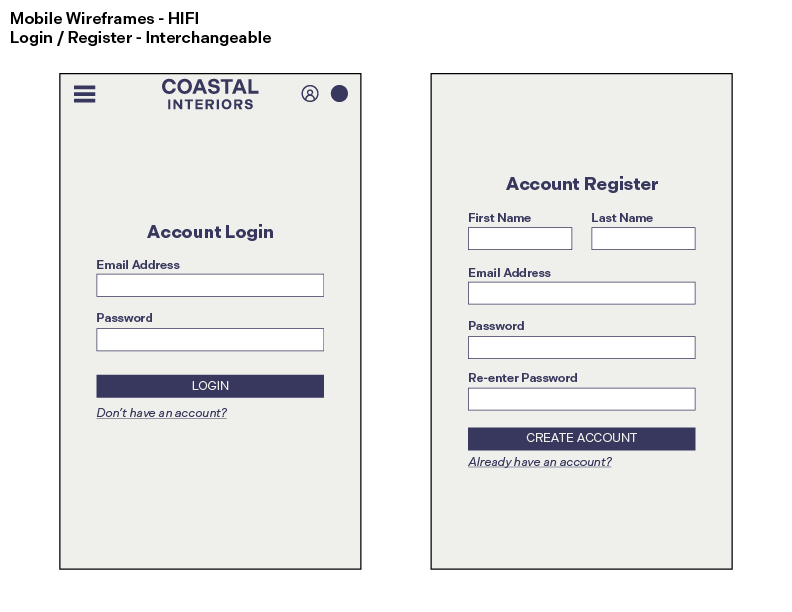 Mobile Wireframes - HIFI
Login / Register - Interchangeable
COASTAL
INTERIORS
Account Login
Email Address
Password
LOGIN
Don't have an account?
Account Register
First Name Last Name
Email Address
Password
Re-enter Password
CREATE ACCOUNT
Already have an account?